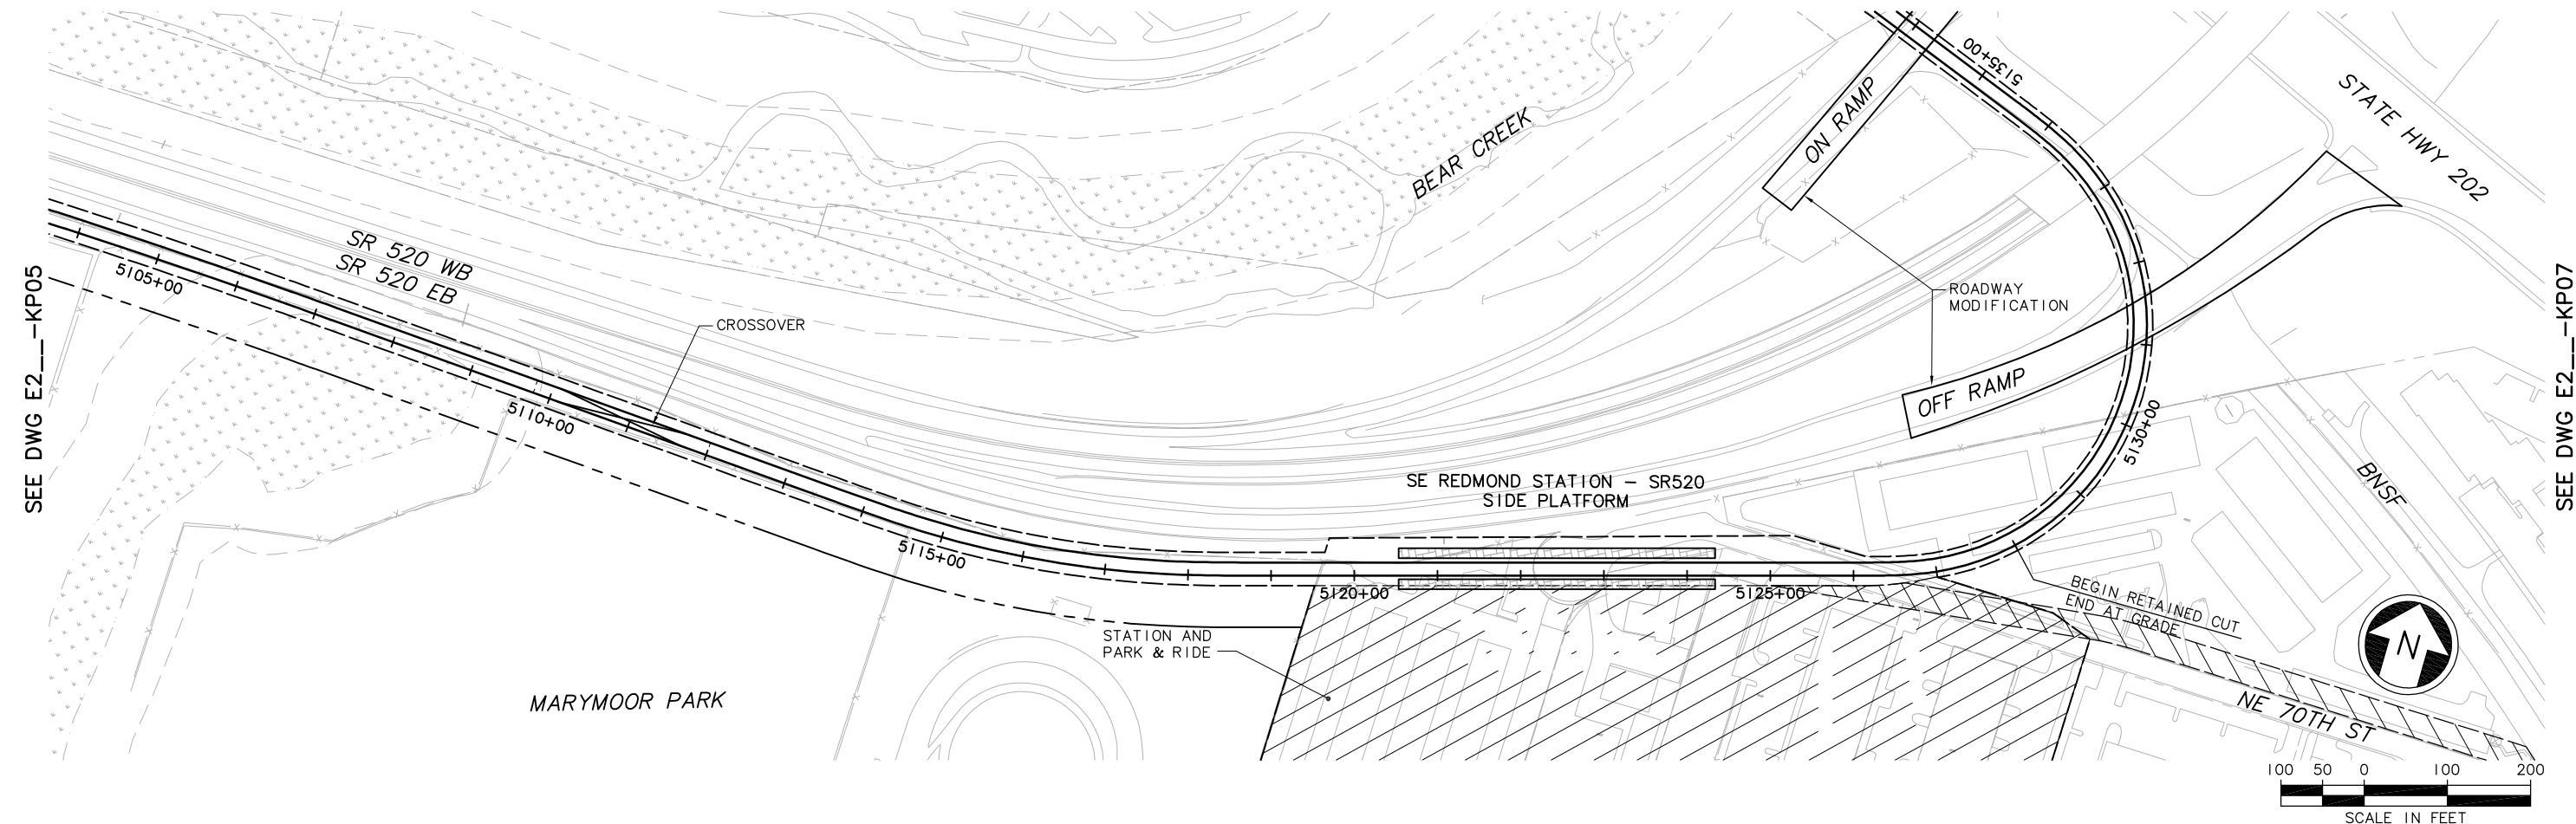 SEE DWG E2__-KP05
5105+00
SR 520 WB
SR 520 EB
CROSSOVER
5110+00
5115+00
MARYMOOR PARK
BEAR CREEK
SE REDMOND STATION - SR520
SIDE PLATFORM
5120+00
5125+00
STATION AND
PARK & RIDE
ON RAMP
5135+00
STATE HWY 202
ROADWAY
MODIFICATION
OFF RAMP
5130+00
BNSF
BEGIN RETAINED CUT
END AT GRADE
NE 70TH ST
N
SEE DWG E2__-KP07
100 50 0 100 200
SCALE IN FEET